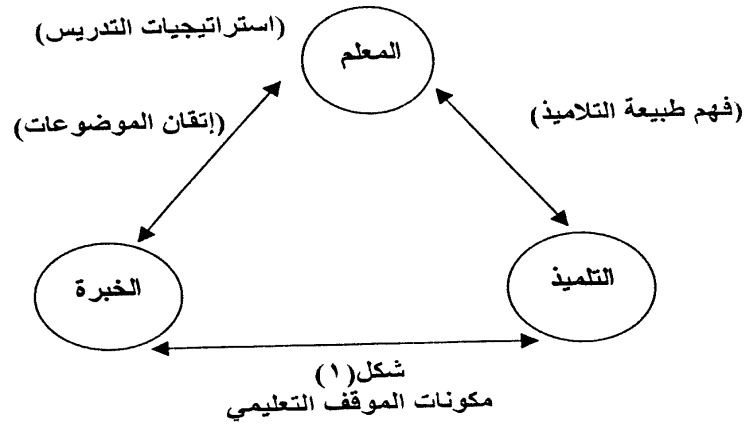 (استراتيجيات التدريس)
المعلم
(فهم طبيعة التلاميذ)
(إتقان الموضوعات)
التلميذ
الخبرة
شكل(١)
مكونات الموقف التعليمي